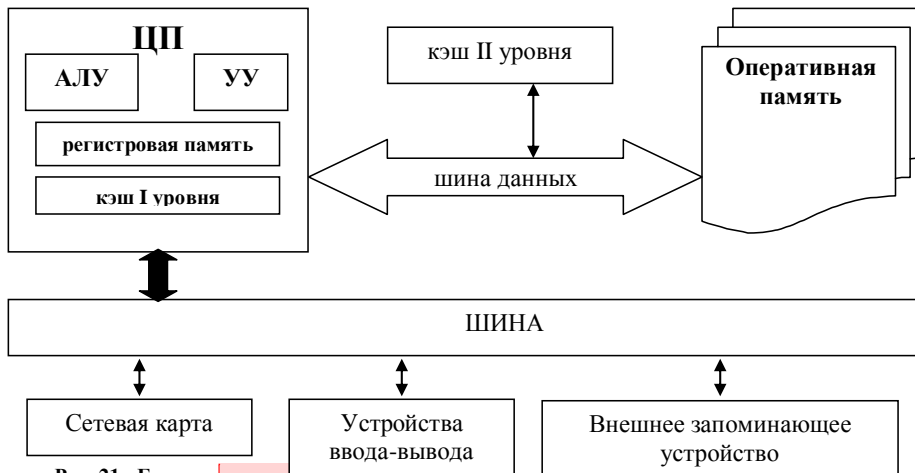 ЦП
АЛУ
УУ
регистровая память
кэш I уровня
кэш II уровня
шина данных
Оперативная
память
ШИНА
Сетевая карта
Устройства
ввода-вывода
Внешнее запоминающее
устройство